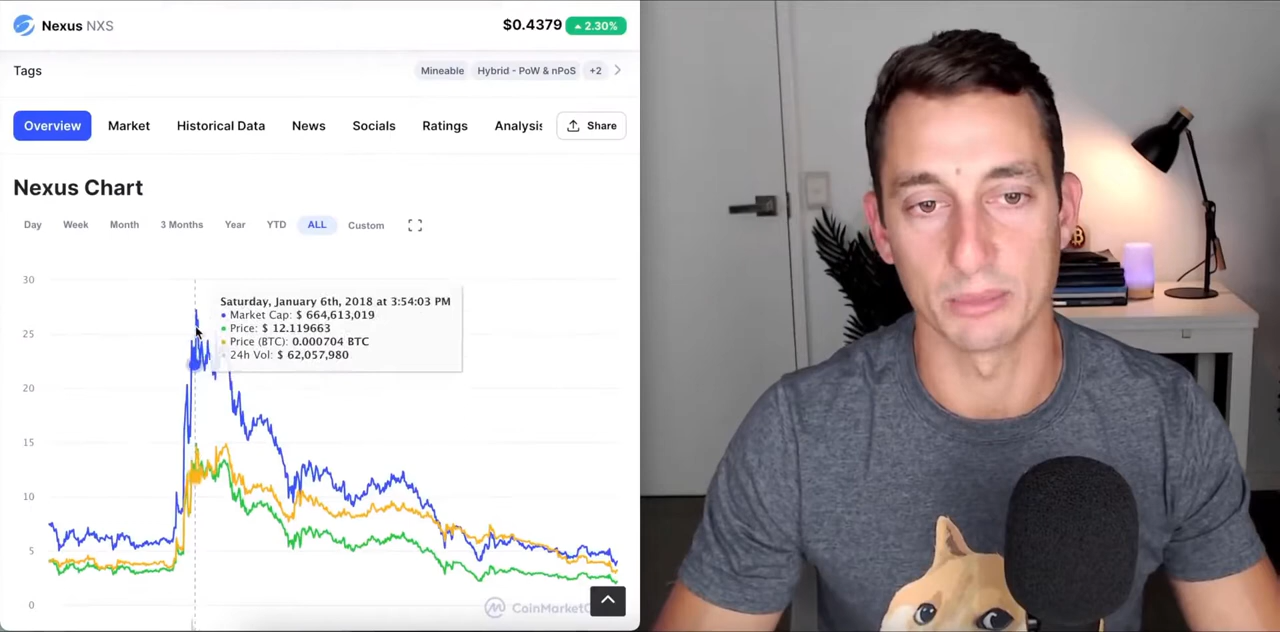 Nexus NXS
$0.4379
2.30%
Tags
Mineable
Hybrid - PoW & nPoS
+2
Overview
Market
Historical Data
News
Socials
Ratings
Analysis
Share
Nexus Chart
Day
Week
Month
3 Months
Year
YTD
ALL
Custom
30
25
20
15
10
5
0
Saturday, January 6th, 2018 at 3:54:03 PM
Market Cap: $ 664,613,019
Price: $ 12.119663
Price (BTC): 0.000704 BTC
24h Vol: $ 62,057,980